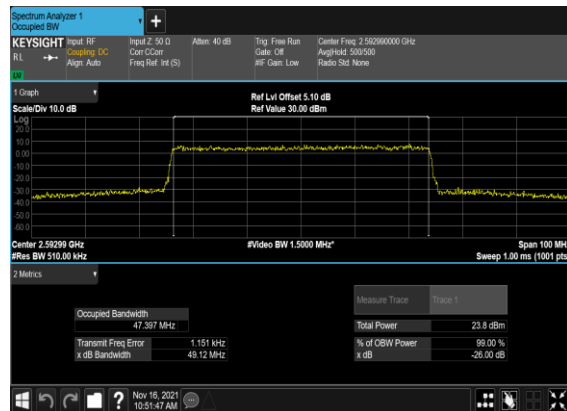 Spectrum Analyzer 1
Occupied BW
+
KEYSIGHT Input: RF Input Z: 50 Ω Atten: 40 dB Trig: Free Run Center Freq: 2.592990000 GHz
RL Coupling: DC Corr CCorr Gate: Off Avg|Hold: 500/500
Align: Auto Freq Ref: Int (S) #IF Gain: Low Radio Std: None
LW
1 Graph Ref Lvl Offset 5.10 dB
Scale/Div 10.0 dB Ref Value 30.00 dBm
Log
20.0
10.0
0.00
-10.0
-20.0
-30.0
-40.0
-50.0
-60.0
Center 2.59299 GHz #Video BW 1.5000 MHz* Span 100 MH
#Res BW 510.00 kHz Sweep 1.00 ms (1001 pts
2 Metrics
Measure Trace Trace 1
Occupied Bandwidth
47.397 MHz Total Power 23.8 dBm
Transmit Freq Error 1.151 kHz % of OBW Power 99.00 %
x dB Bandwidth 49.12 MHz x dB -26.00 dB
? Nov 16, 2021
10:51:47 AM